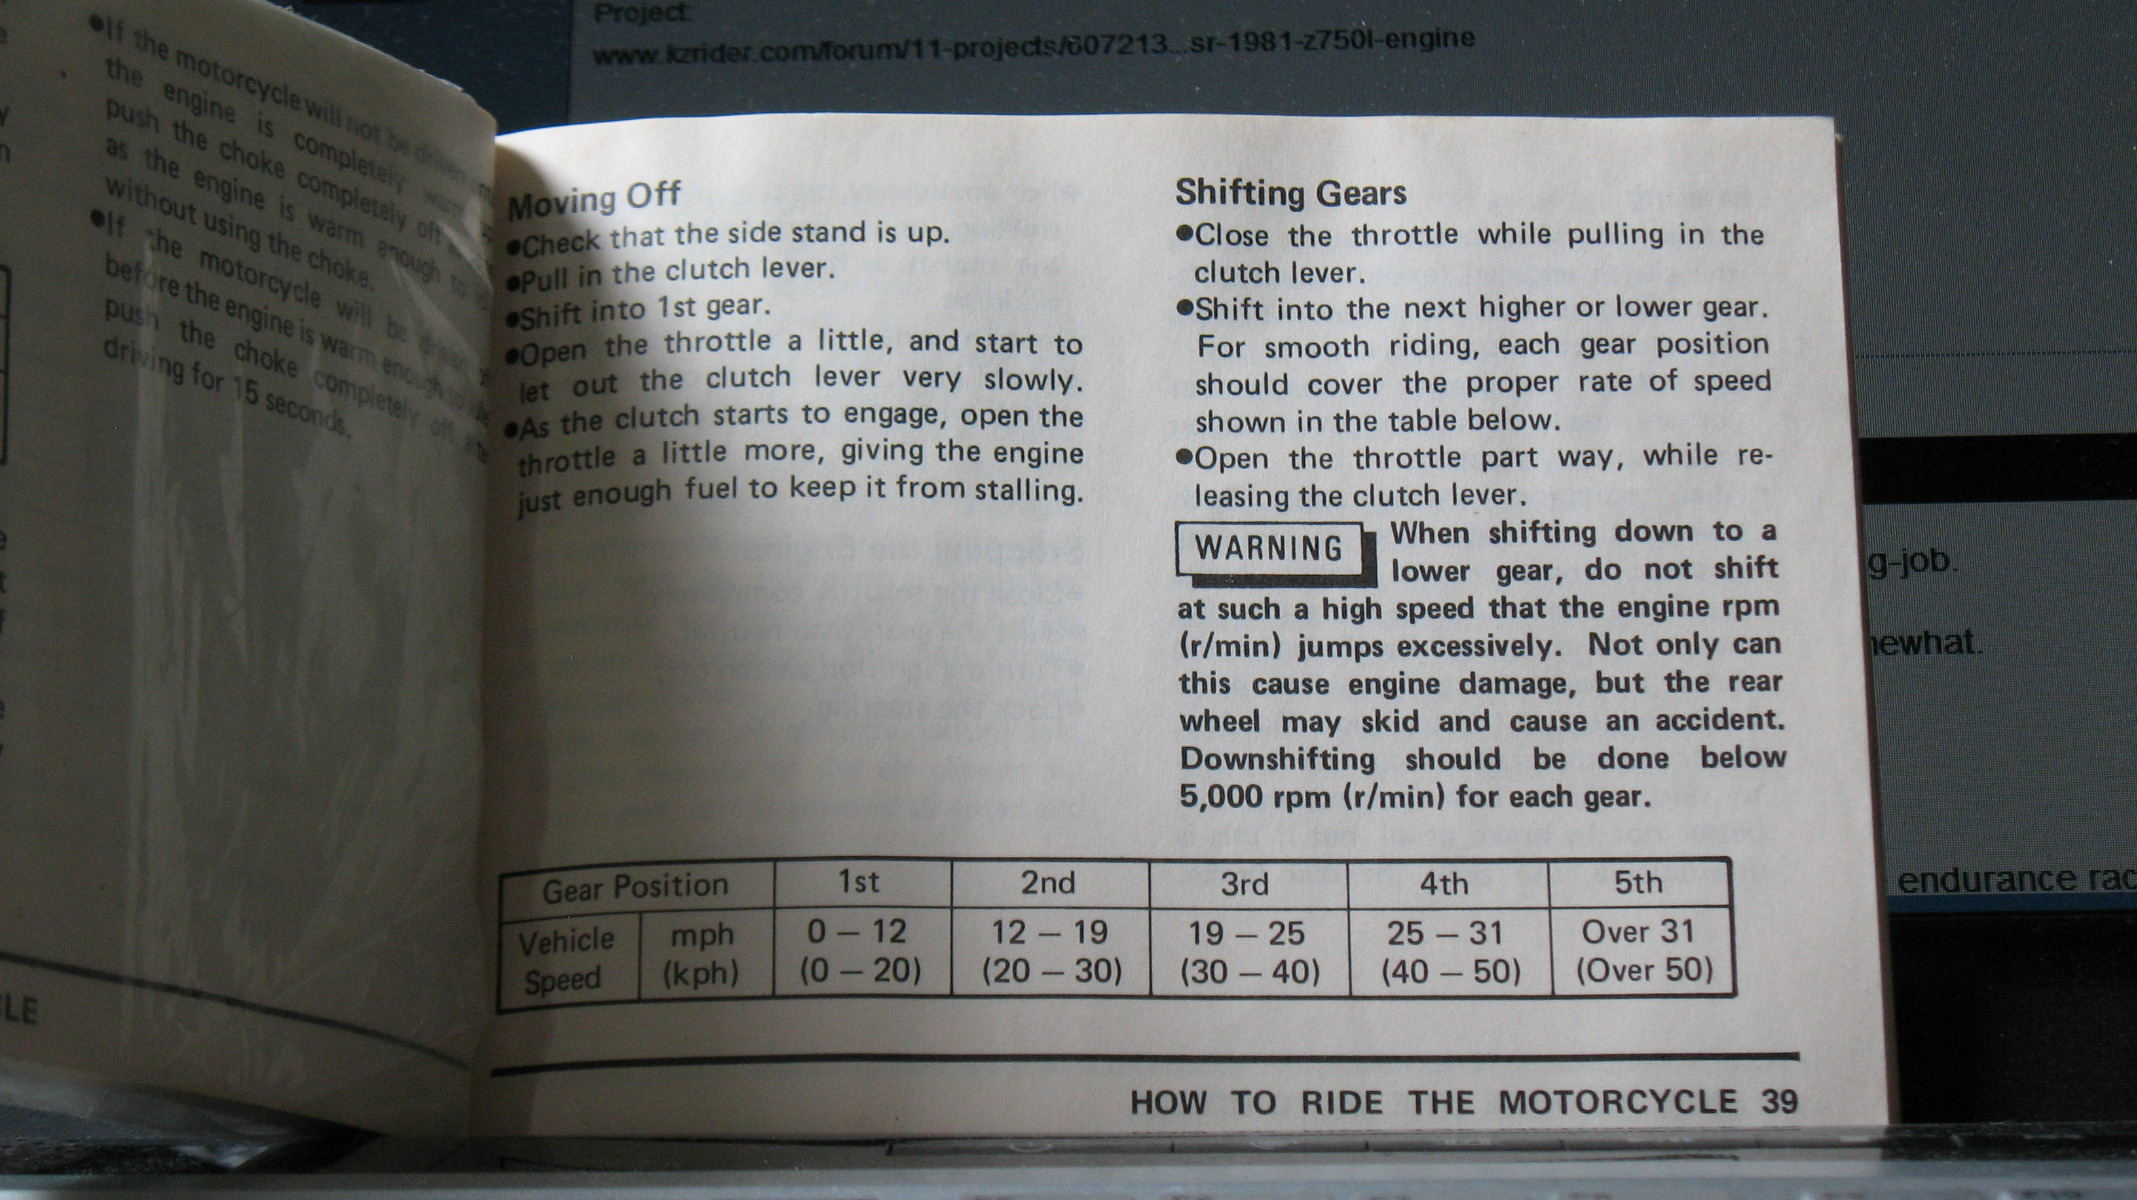 Project
www.kzrider.com/forum/11-projects/607213...sr-1981-z750l-engine
●If the motorcycle will not be driven
the engine is completely warm
push the choke completely off
as the engine is warm enough to
without using the choke.
●If the motorcycle will be driven
before the engine is warm enough to
push the choke completely off
driving for 15 seconds.
Moving Off
●Check that the side stand is up.
●Pull in the clutch lever.
●Shift into 1st gear.
●Open the throttle a little, and start to
let out the clutch lever very slowly.
●As the clutch starts to engage, open the
throttle a little more, giving the engine
just enough fuel to keep it from stalling.
Shifting Gears
●Close the throttle while pulling in the
clutch lever.
●Shift into the next higher or lower gear.
For smooth riding, each gear position
should cover the proper rate of speed
shown in the table below.
●Open the throttle part way, while re-
leasing the clutch lever.
WARNING When shifting down to a
lower gear, do not shift
at such a high speed that the engine rpm
(r/min) jumps excessively. Not only can
this cause engine damage, but the rear
wheel may skid and cause an accident.
Downshifting should be done below
5,000 rpm (r/min) for each gear.
Gear Position 1st 2nd 3rd 4th 5th
Vehicle mph 0 – 12 12 – 19 19 – 25 25 – 31 Over 31
Speed (kph) (0 – 20) (20 – 30) (30 – 40) (40 – 50) (Over 50)
HOW TO RIDE THE MOTORCYCLE 39
g-job.
newhat.
endurance rac
LE